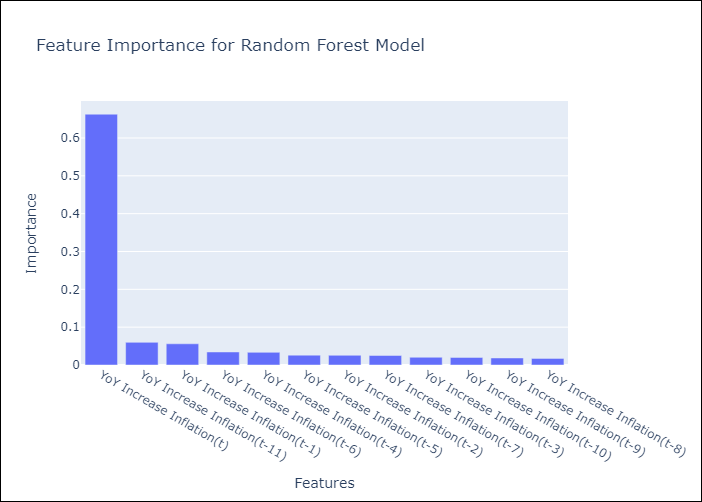 Feature Importance for Random Forest Model
Importance
0.6
0.5
0.4
0.3
0.2
0.1
0
YoY Increase Inflation(t)
YoY Increase Inflation(t-11)
YoY Increase Inflation(t-1)
YoY Increase Inflation(t-6)
YoY Increase Inflation(t-4)
YoY Increase Inflation(t-5)
YoY Increase Inflation(t-2)
YoY Increase Inflation(t-7)
YoY Increase Inflation(t-3)
YoY Increase Inflation(t-10)
YoY Increase Inflation(t-9)
YoY Increase Inflation(t-8)
Features